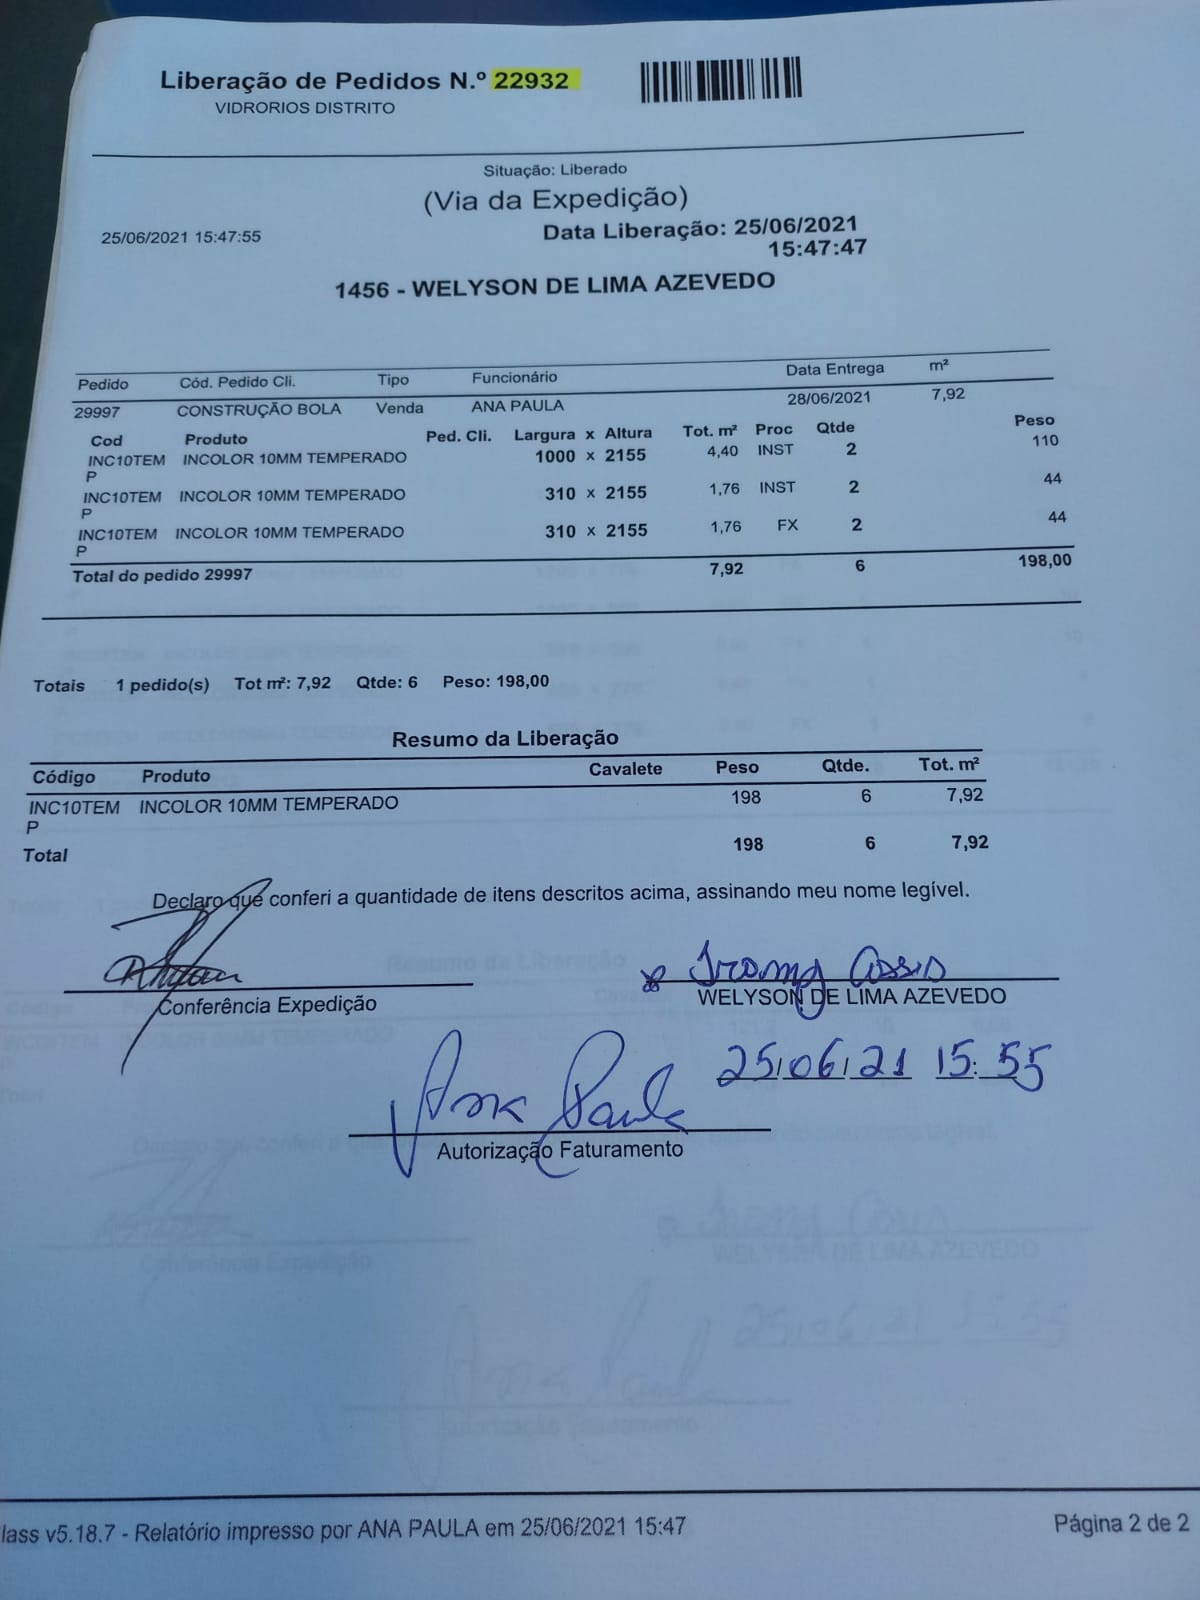 Liberação de Pedidos N.º 22932
VIDRORIOS DISTRITO
Situação: Liberado
(Via da Expedição)
25/06/2021 15:47:55
Data Liberação: 25/06/2021
15:47:47
1456 - WELYSON DE LIMA AZEVEDO
Pedido Cód. Pedido Cli. Tipo Funcionário Data Entrega m²
29997 CONSTRUÇÃO BOLA Venda ANA PAULA 28/06/2021 7,92
Cod Produto Ped. Cli. Largura x Altura Tot. m² Proc Qtde Peso
INC10TEM INCOLOR 10MM TEMPERADO 1000 x 2155 4,40 INST 2 110
P
INC10TEM INCOLOR 10MM TEMPERADO 310 x 2155 1,76 INST 2 44
P
INC10TEM INCOLOR 10MM TEMPERADO 310 x 2155 1,76 FX 2 44
P
Total do pedido 29997 7,92 6 198,00
Totais 1 pedido(s) Tot m²: 7,92 Qtde: 6 Peso: 198,00
Resumo da Liberação
Código Produto Cavalete Peso Qtde. Tot. m²
INC10TEM INCOLOR 10MM TEMPERADO 198 6 7,92
P
Total 198 6 7,92
Declaro que conferi a quantidade de itens descritos acima, assinando meu nome legível.
Conferência Expedição
WELYSON DE LIMA AZEVEDO
25/06/21 15:55
Ana Paula
Autorização Faturamento
lass v5.18.7 - Relatório impresso por ANA PAULA em 25/06/2021 15:47
Página 2 de 2